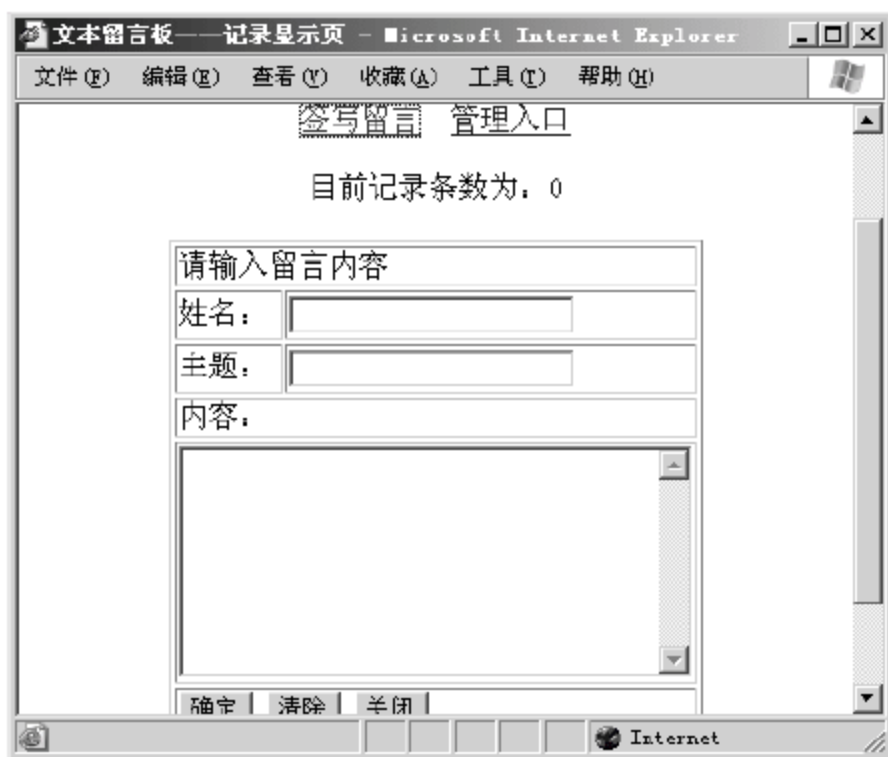 文本留言板——记录显示页 - Microsoft Internet Explorer
文件(F) 编辑(E) 查看(V) 收藏(A) 工具(T) 帮助(H)
签写留言 管理入口
目前记录条数为：0
请输入留言内容
姓名：
主题：
内容：
确定 清除 关闭
Internet